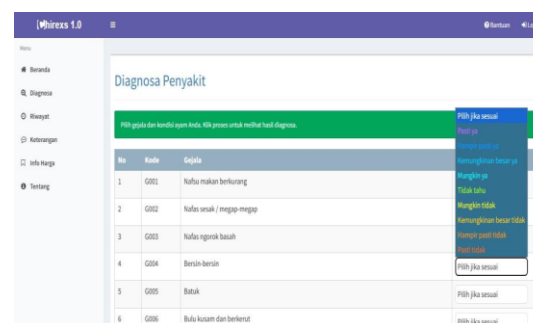 Chirexs 1.0
Bantuan
Menu
Beranda
Diagnosa
Riwayat
Keterangan
Info Harga
Tentang
Diagnosa Penyakit
Pilih gejala dan kondisi ayam Anda. Klik proses untuk melihat hasil diagnosa.
No Kode Gejala
1 G001 Nafsu makan berkurang
2 G002 Nafas sesak / megap-megap
3 G003 Nafas ngorok basah
4 G004 Bersin-bersin
5 G005 Batuk
6 G006 Bulu kusam dan berkerut
Pilih jika sesuai
Pasti ya
Hampir pasti ya
Kemungkinan besar ya
Mungkin ya
Tidak tahu
Mungkin tidak
Kemungkinan besar tidak
Hampir pasti tidak
Pasti tidak
Pilih jika sesuai
Pilih jika sesuai
Pilih jika sesuai